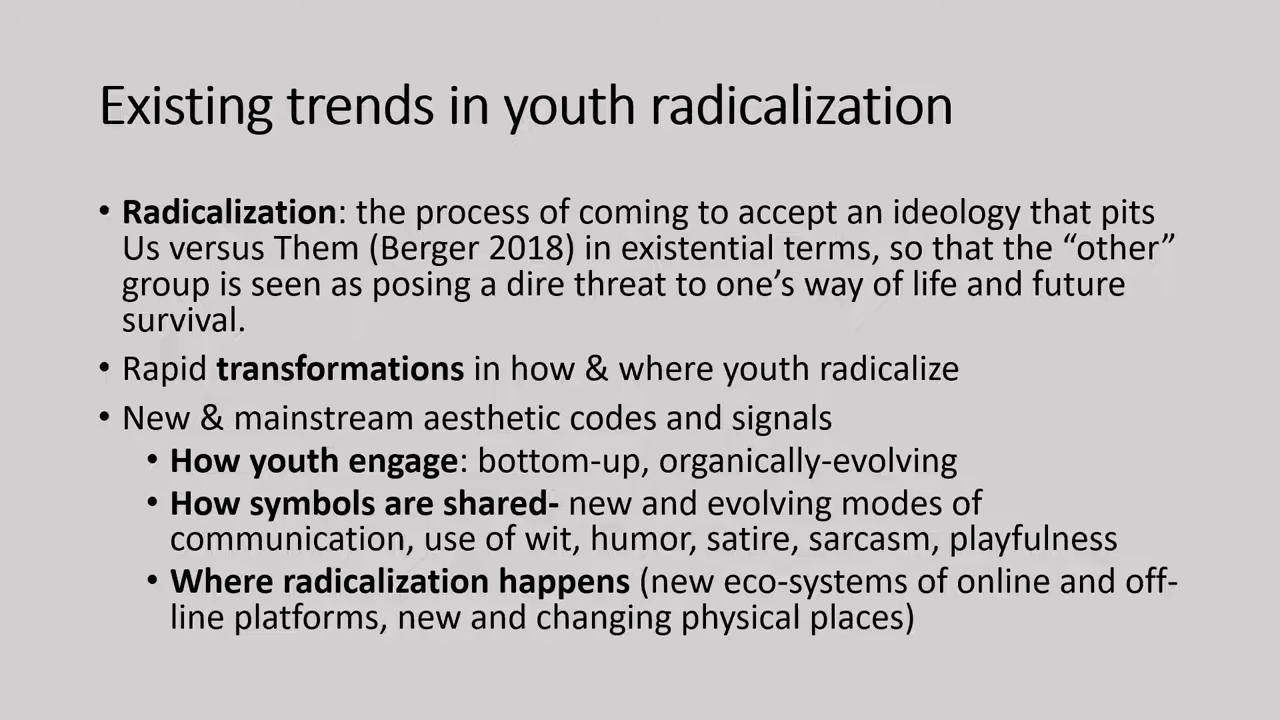 Existing trends in youth radicalization
• Radicalization: the process of coming to accept an ideology that pits
Us versus Them (Berger 2018) in existential terms, so that the “other”
group is seen as posing a dire threat to one’s way of life and future
survival.
• Rapid transformations in how & where youth radicalize
• New & mainstream aesthetic codes and signals
• How youth engage: bottom-up, organically-evolving
• How symbols are shared- new and evolving modes of
communication, use of wit, humor, satire, sarcasm, playfulness
• Where radicalization happens (new eco-systems of online and off-
line platforms, new and changing physical places)